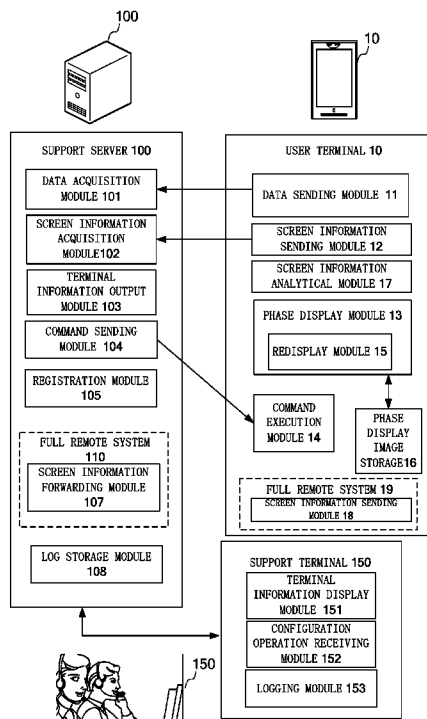 100
10
SUPPORT SERVER 100
DATA ACQUISITION
MODULE 101
SCREEN INFORMATION
ACQUISITION
MODULE102
TERMINAL
INFORMATION OUTPUT
MODULE 103
COMMAND SENDING
MODULE 104
REGISTRATION MODULE
105
FULL REMOTE SYSTEM
110
SCREEN INFORMATION
FORWARDING MODULE
107
LOG STORAGE MODULE
108
USER TERMINAL 10
DATA SENDING MODULE 11
SCREEN INFORMATION
SENDING MODULE 12
SCREEN INFORMATION
ANALYTICAL MODULE 17
PHASE DISPLAY MODULE 13
REDISPLAY MODULE 15
COMMAND
EXECUTION
MODULE 14
PHASE
DISPLAY
IMAGE
STORAGE16
FULL REMOTE SYSTEM 19
SCREEN INFORMATION SENDING
MODULE 18
SUPPORT TERMINAL 150
TERMINAL
INFORMATION DISPLAY
MODULE 151
CONFIGURATION
OPERATION RECEIVING
MODULE 152
LOGGING MODULE 153
150